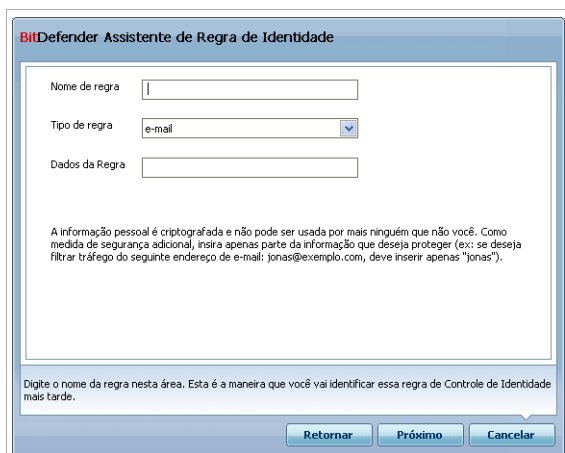 BitDefender Assistente de Regra de Identidade
Nome de regra
Tipo de regra
e-mail
Dados da Regra
A informação pessoal é criptografada e não pode ser usada por mais ninguém que não você. Como
medida de segurança adicional, insira apenas parte da informação que deseja proteger (ex: se deseja
filtrar tráfego do seguinte endereço de e-mail: jonas@exemplo.com, deve inserir apenas "jonas").
Digite o nome da regra nesta área. Esta é a maneira que você vai identificar essa regra de Controle de Identidade
mais tarde.
Retornar
Próximo
Cancelar